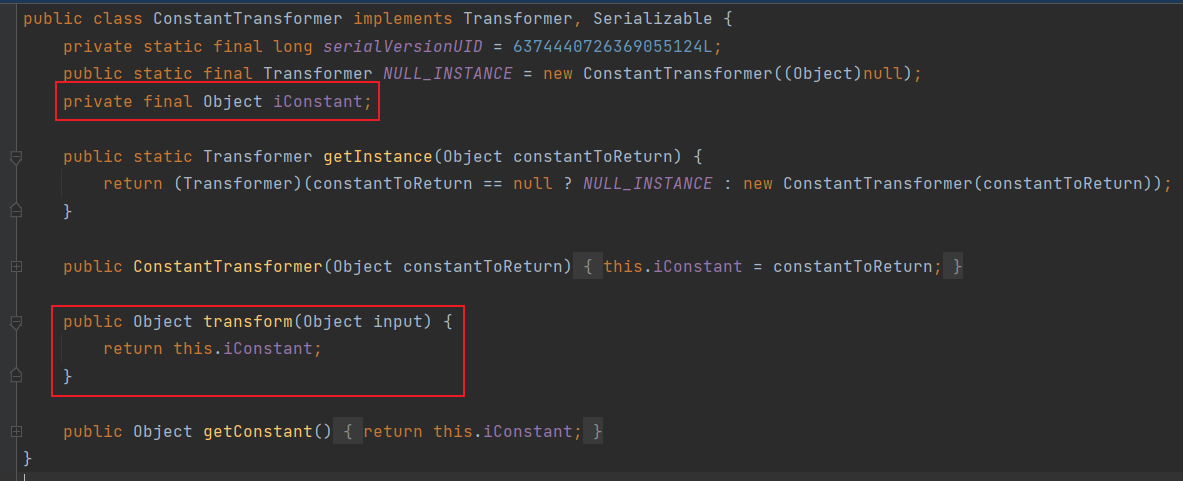 public class ConstantTransformer implements Transformer, Serializable {
    private static final long serialVersionUID = 6374440726369055124L;
    public static final Transformer NULL_INSTANCE = new ConstantTransformer((Object)null);
    private final Object iConstant;
    public static Transformer getInstance(Object constantToReturn) {
        return (Transformer)(constantToReturn == null ? NULL_INSTANCE : new ConstantTransformer(constantToReturn));
    }
    public ConstantTransformer(Object constantToReturn) { this.iConstant = constantToReturn; }
    public Object transform(Object input) {
        return this.iConstant;
    }
    public Object getConstant() { return this.iConstant; }
}